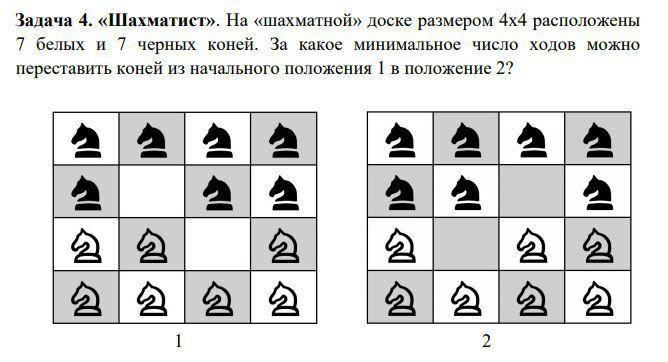 Задача 4. «Шахматист». На «шахматной» доске размером 4х4 расположены
7 белых и 7 черных коней. За какое минимальное число ходов можно
переставить коней из начального положения 1 в положение 2?
1 2